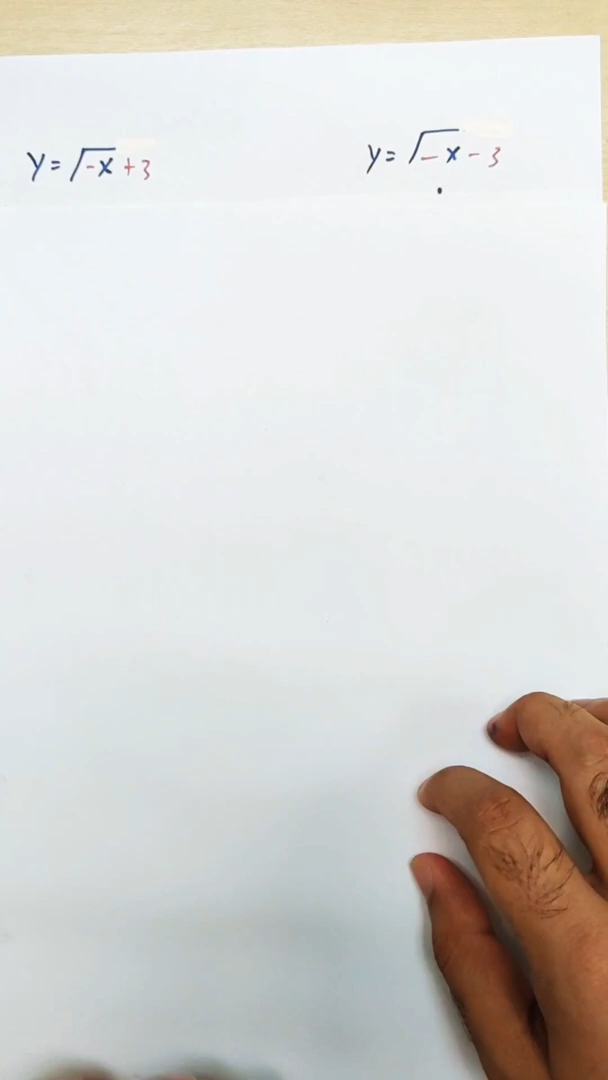 y = √-x + 3
y = √-x - 3